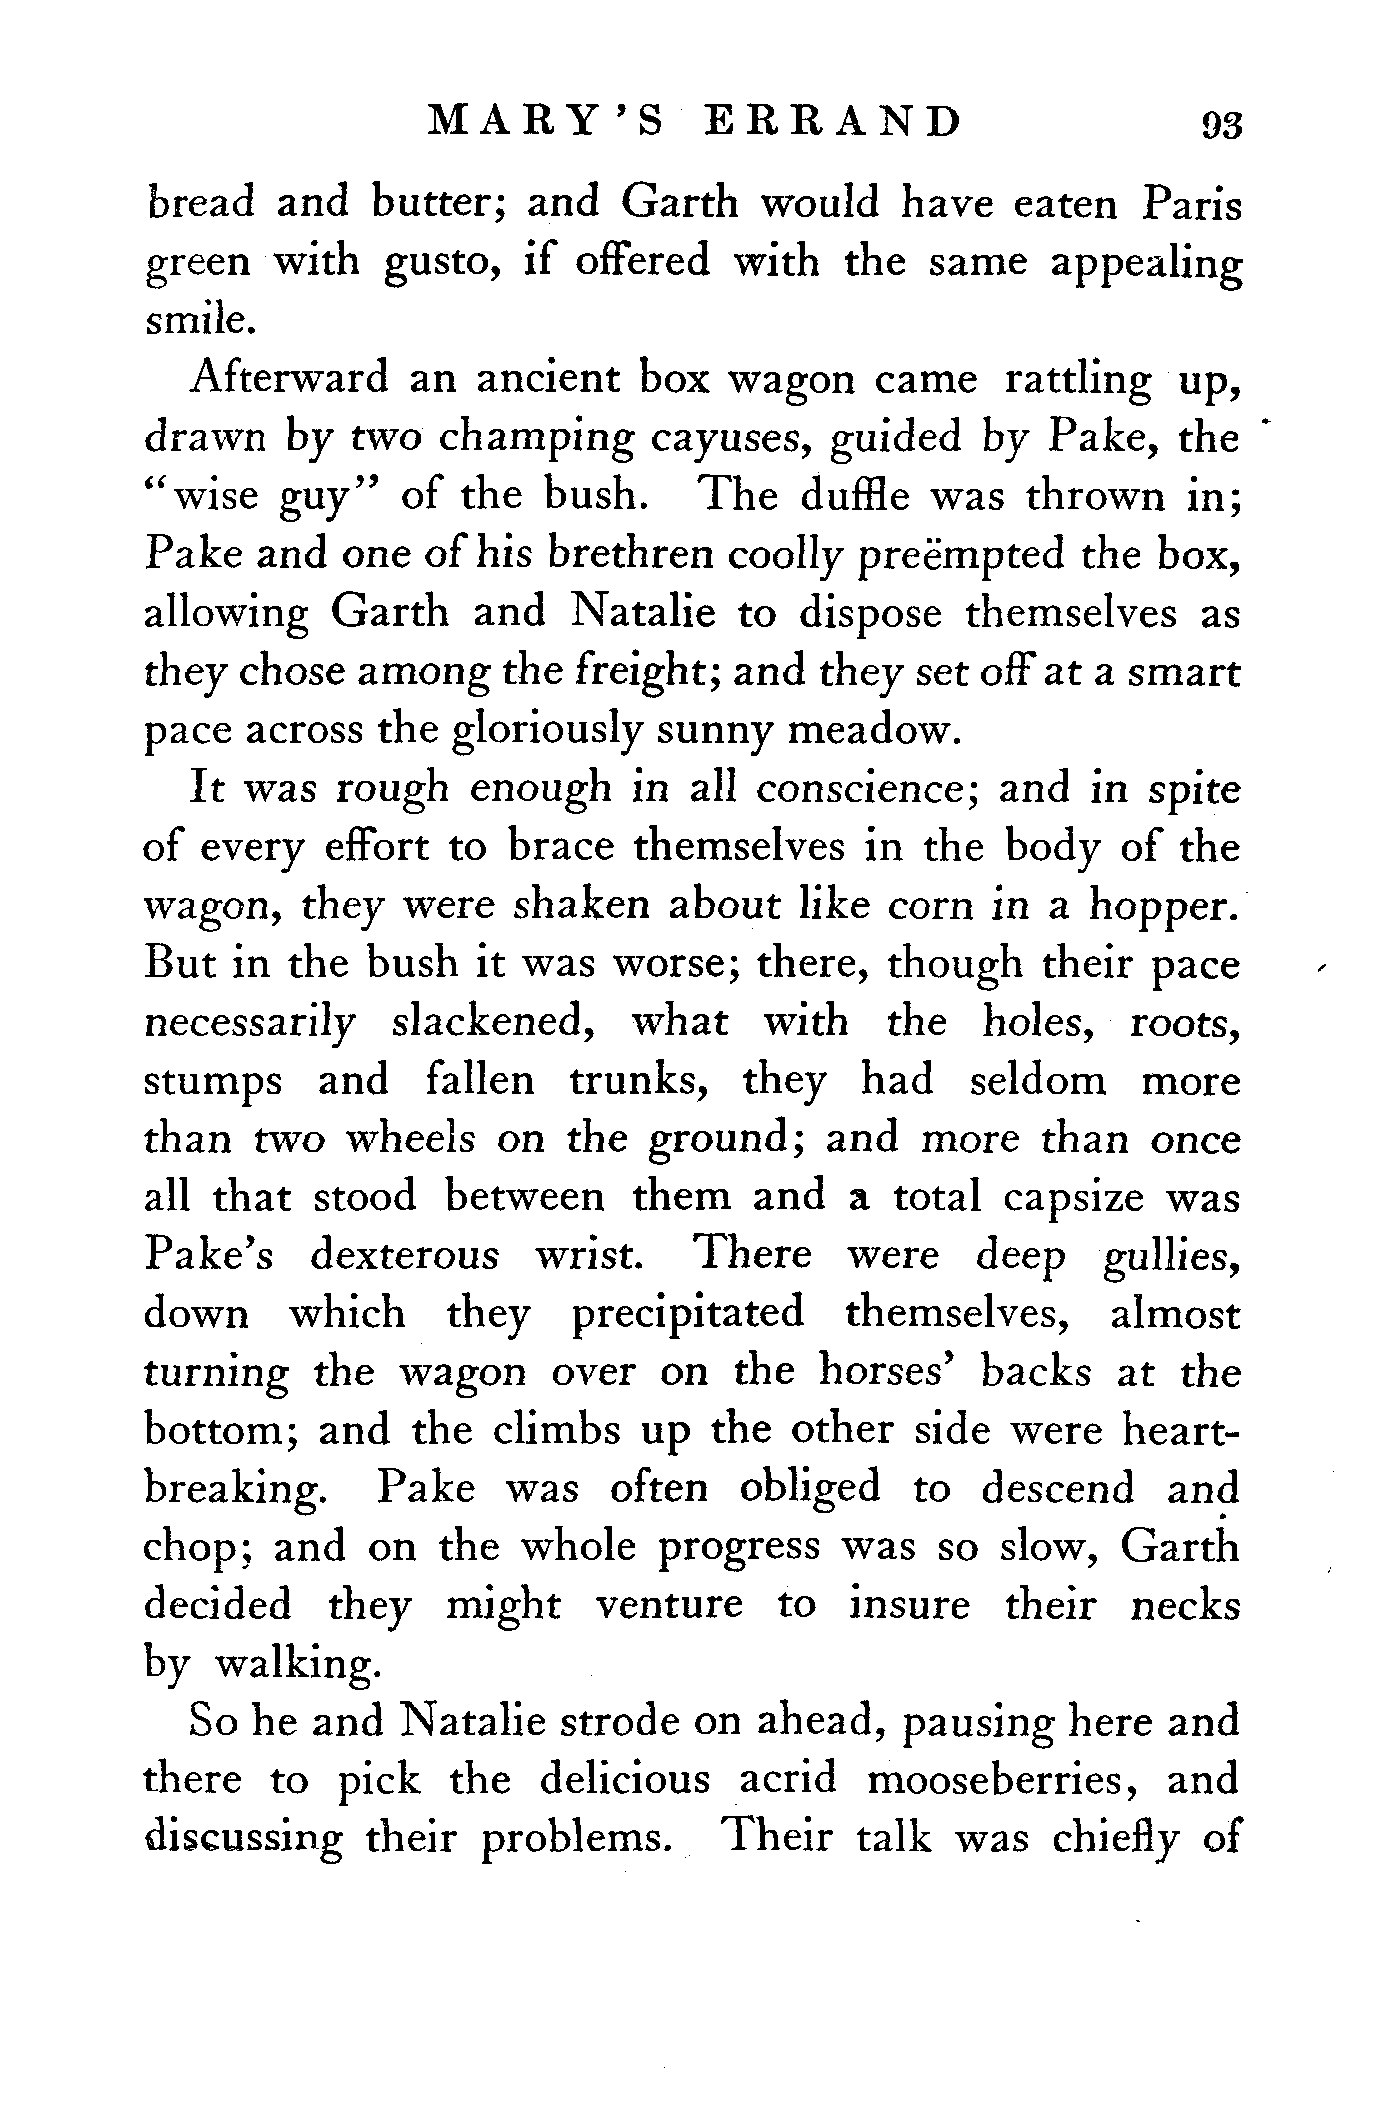 MARY'S ERRAND 93
bread and butter; and Garth would have eaten Paris
green with gusto, if offered with the same appealing
smile.
Afterward an ancient box wagon came rattling up,
drawn by two champing cayuses, guided by Pake, the
“wise guy” of the bush. The duffle was thrown in;
Pake and one of his brethren coolly preëmpted the box,
allowing Garth and Natalie to dispose themselves as
they chose among the freight; and they set off at a smart
pace across the gloriously sunny meadow.
It was rough enough in all conscience; and in spite
of every effort to brace themselves in the body of the
wagon, they were shaken about like corn in a hopper.
But in the bush it was worse; there, though their pace
necessarily slackened, what with the holes, roots,
stumps and fallen trunks, they had seldom more
than two wheels on the ground; and more than once
all that stood between them and a total capsize was
Pake's dexterous wrist. There were deep gullies,
down which they precipitated themselves, almost
turning the wagon over on the horses' backs at the
bottom; and the climbs up the other side were heart-
breaking. Pake was often obliged to descend and
chop; and on the whole progress was so slow, Garth
decided they might venture to insure their necks
by walking.
So he and Natalie strode on ahead, pausing here and
there to pick the delicious acrid mooseberries, and
discussing their problems. Their talk was chiefly of